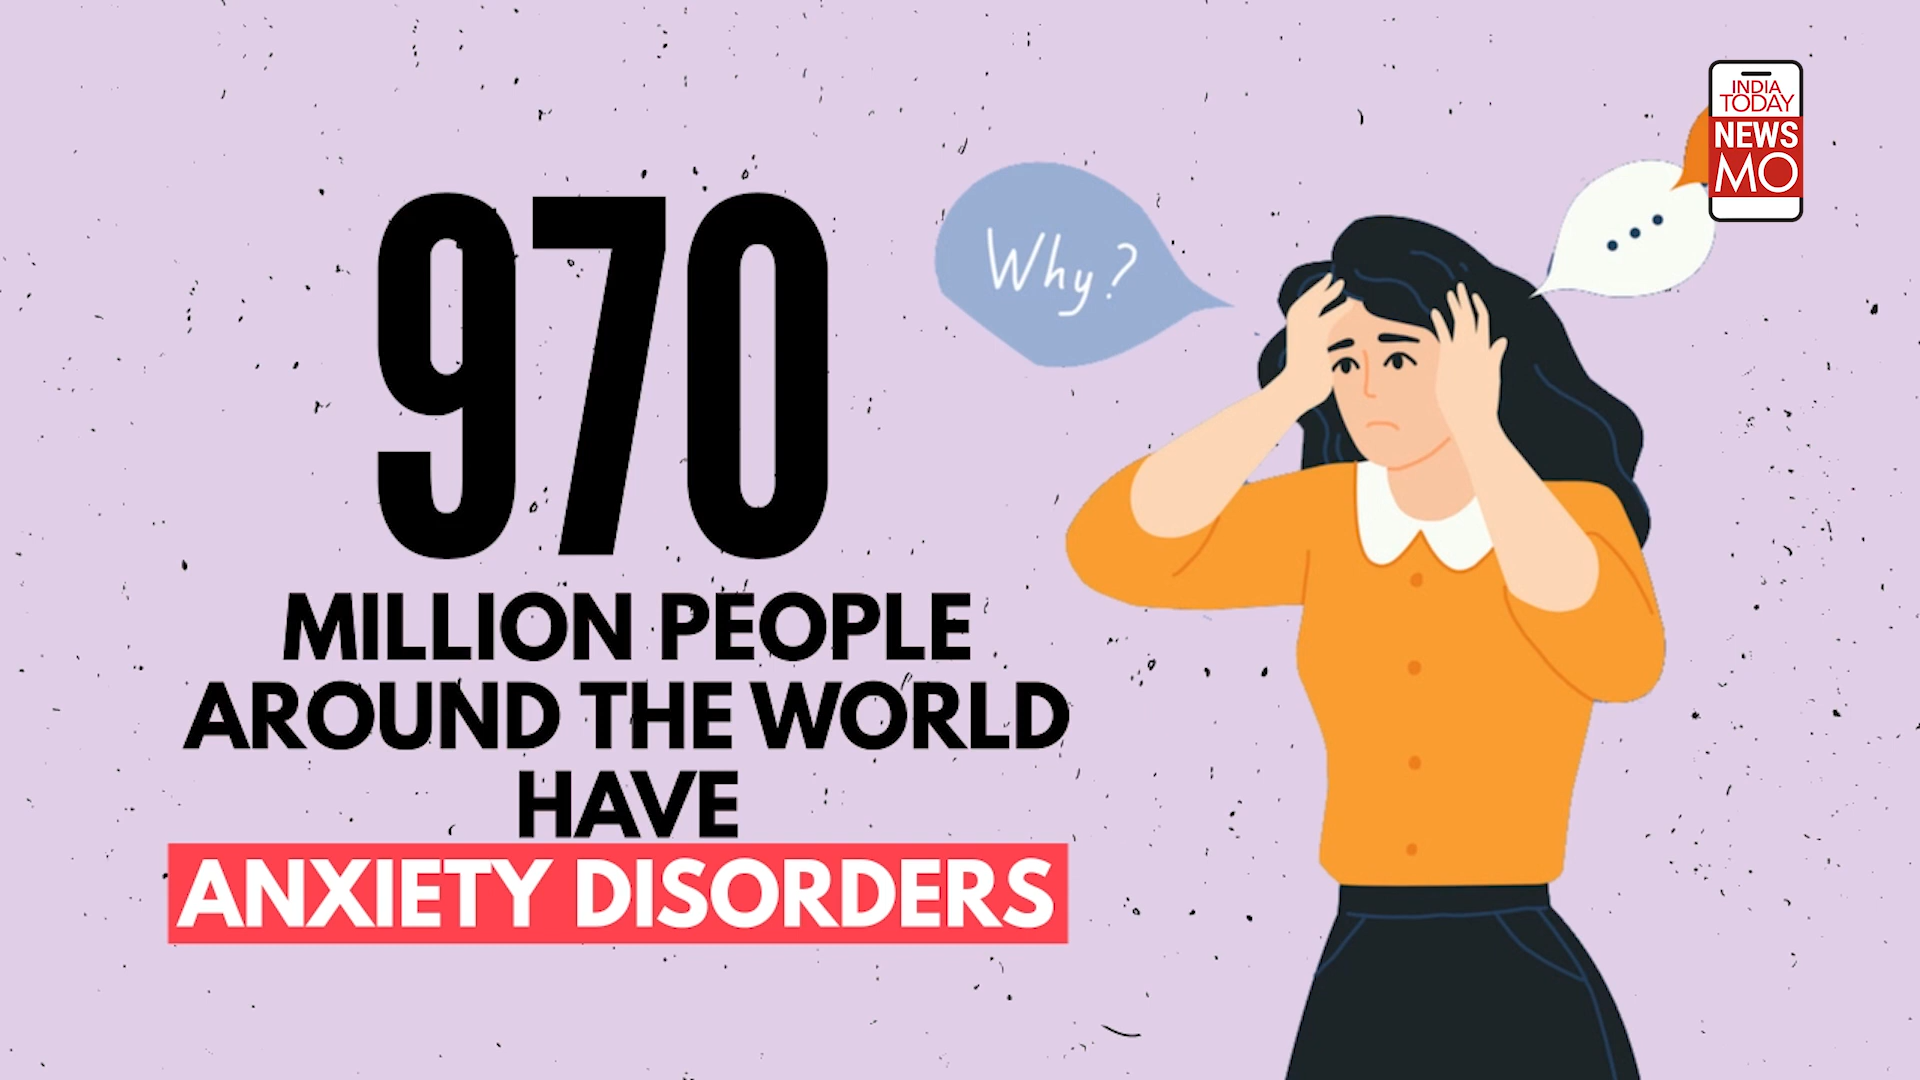 970
MILLION PEOPLE
AROUND THE WORLD
HAVE
ANXIETY DISORDERS
Why?
INDIA
TODAY
NEWS
MO